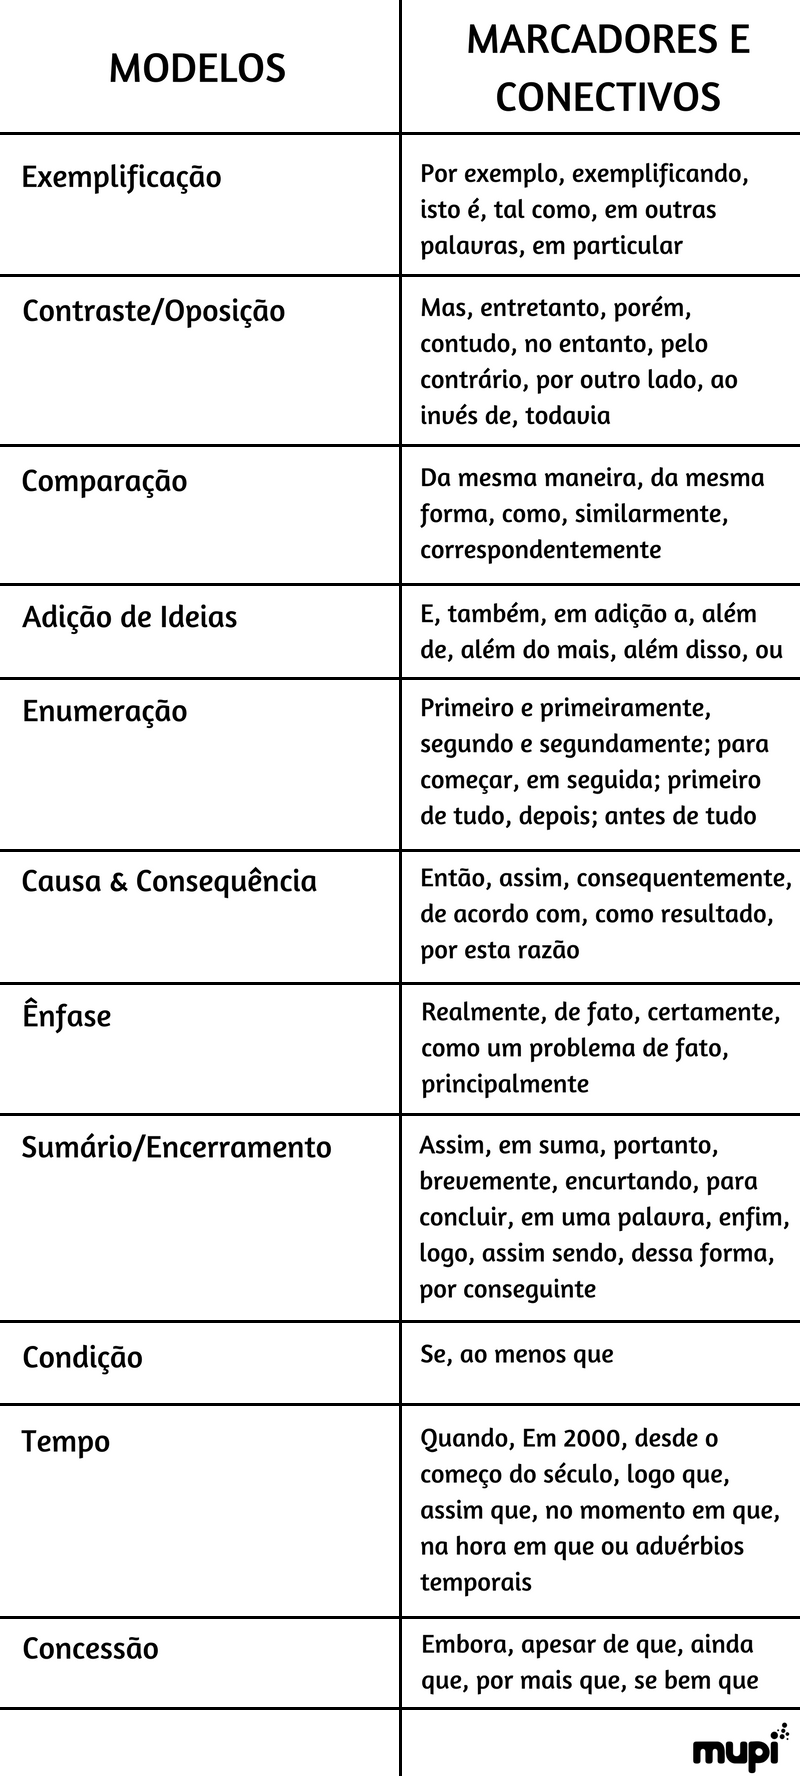 MODELOS
MARCADORES E
CONECTIVOS
Exemplificação
Por exemplo, exemplificando,
isto é, tal como, em outras
palavras, em particular
Contraste/Oposição
Mas, entretanto, porém,
contudo, no entanto, pelo
contrário, por outro lado, ao
invés de, todavia
Comparação
Da mesma maneira, da mesma
forma, como, similarmente,
correspondentemente
Adição de Ideias
E, também, em adição a, além
de, além do mais, além disso, ou
Enumeração
Primeiro e primeiramente,
segundo e segundamente; para
começar, em seguida; primeiro
de tudo, depois; antes de tudo
Causa & Consequência
Então, assim, consequentemente,
de acordo com, como resultado,
por esta razão
Ênfase
Realmente, de fato, certamente,
como um problema de fato,
principalmente
Sumário/Encerramento
Assim, em suma, portanto,
brevemente, encurtando, para
concluir, em uma palavra, enfim,
logo, assim sendo, dessa forma,
por conseguinte
Condição
Se, ao menos que
Tempo
Quando, Em 2000, desde o
começo do século, logo que,
assim que, no momento em que,
na hora em que ou advérbios
temporais
Concessão
Embora, apesar de que, ainda
que, por mais que, se bem que
mupi